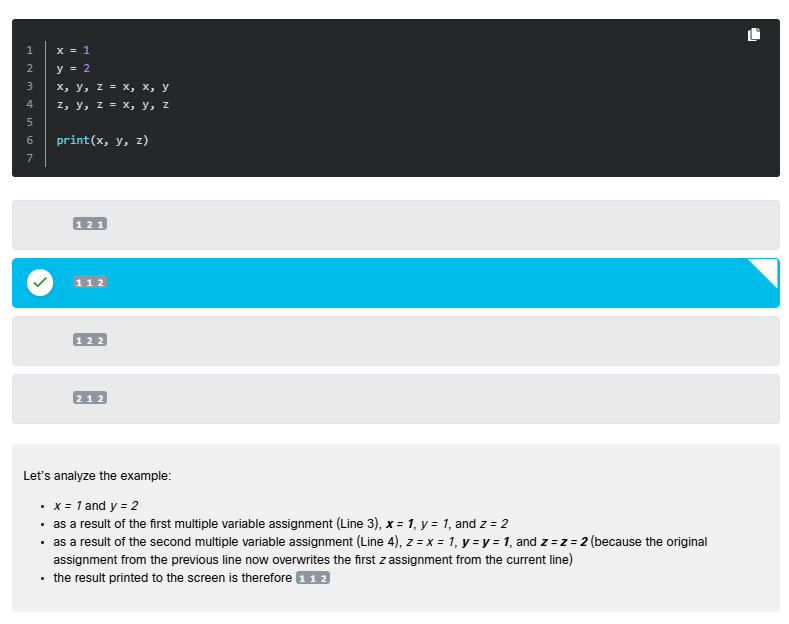 1 x = 1
2 y = 2
3 x, y, z = x, x, y
4 z, y, z = x, y, z
5
6 print(x, y, z)
7
1 2 1
1 1 2
1 2 2
2 1 2
Let's analyze the example:
• x = 1 and y = 2
• as a result of the first multiple variable assignment (Line 3), x = 1, y = 1, and z = 2
• as a result of the second multiple variable assignment (Line 4), z = x = 1, y = y = 1, and z = z = 2 (because the original
assignment from the previous line now overwrites the first z assignment from the current line)
• the result printed to the screen is therefore 1 1 2